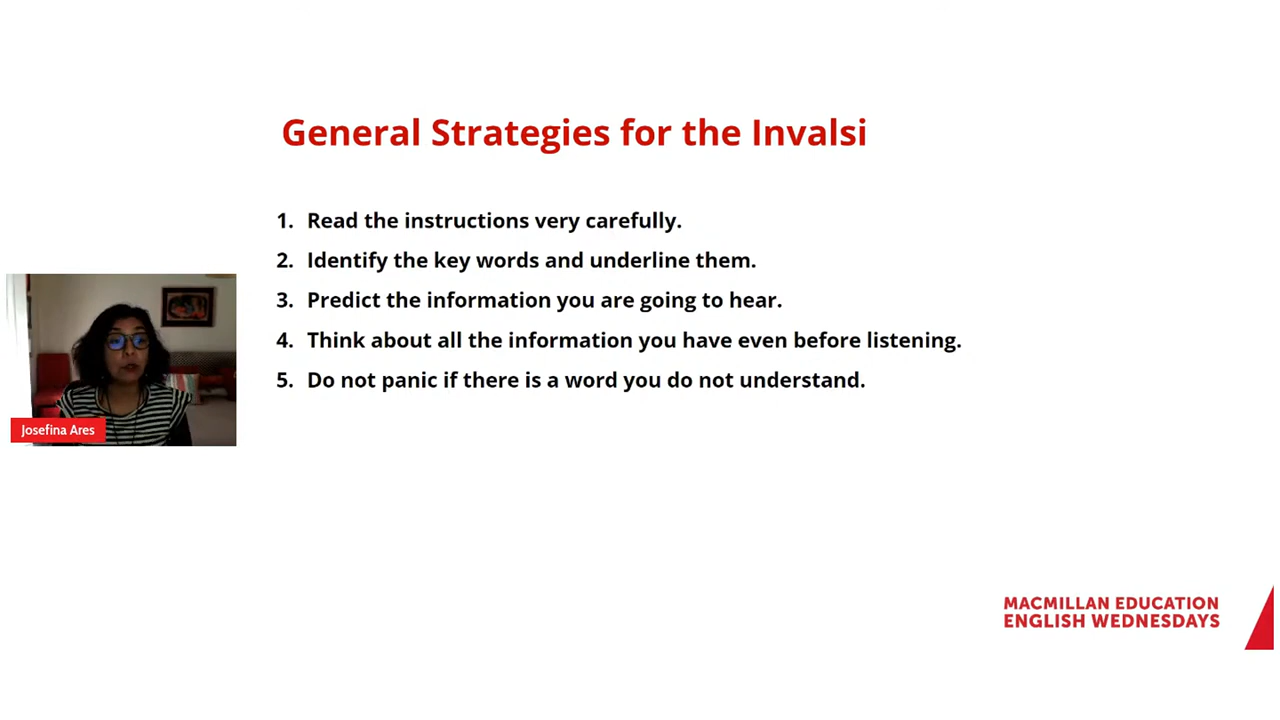 General Strategies for the Invalsi
1. Read the instructions very carefully.
2. Identify the key words and underline them.
3. Predict the information you are going to hear.
4. Think about all the information you have even before listening.
5. Do not panic if there is a word you do not understand.
Josefina Ares
MACMILLAN EDUCATION
ENGLISH WEDNESDAYS